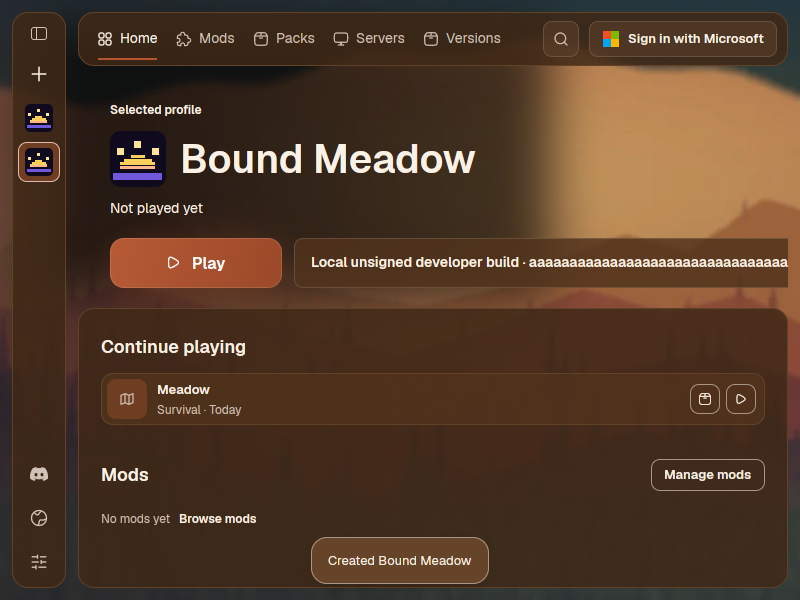 Home
Mods
Packs
Servers
Versions
Sign in with Microsoft
Selected profile
Bound Meadow
Not played yet
Play
Local unsigned developer build · aaaaaaaaaaaaaaaaaaaaaaaaaaaaaaaa
Continue playing
Meadow
Survival · Today
Mods
Manage mods
No mods yet Browse mods
Created Bound Meadow